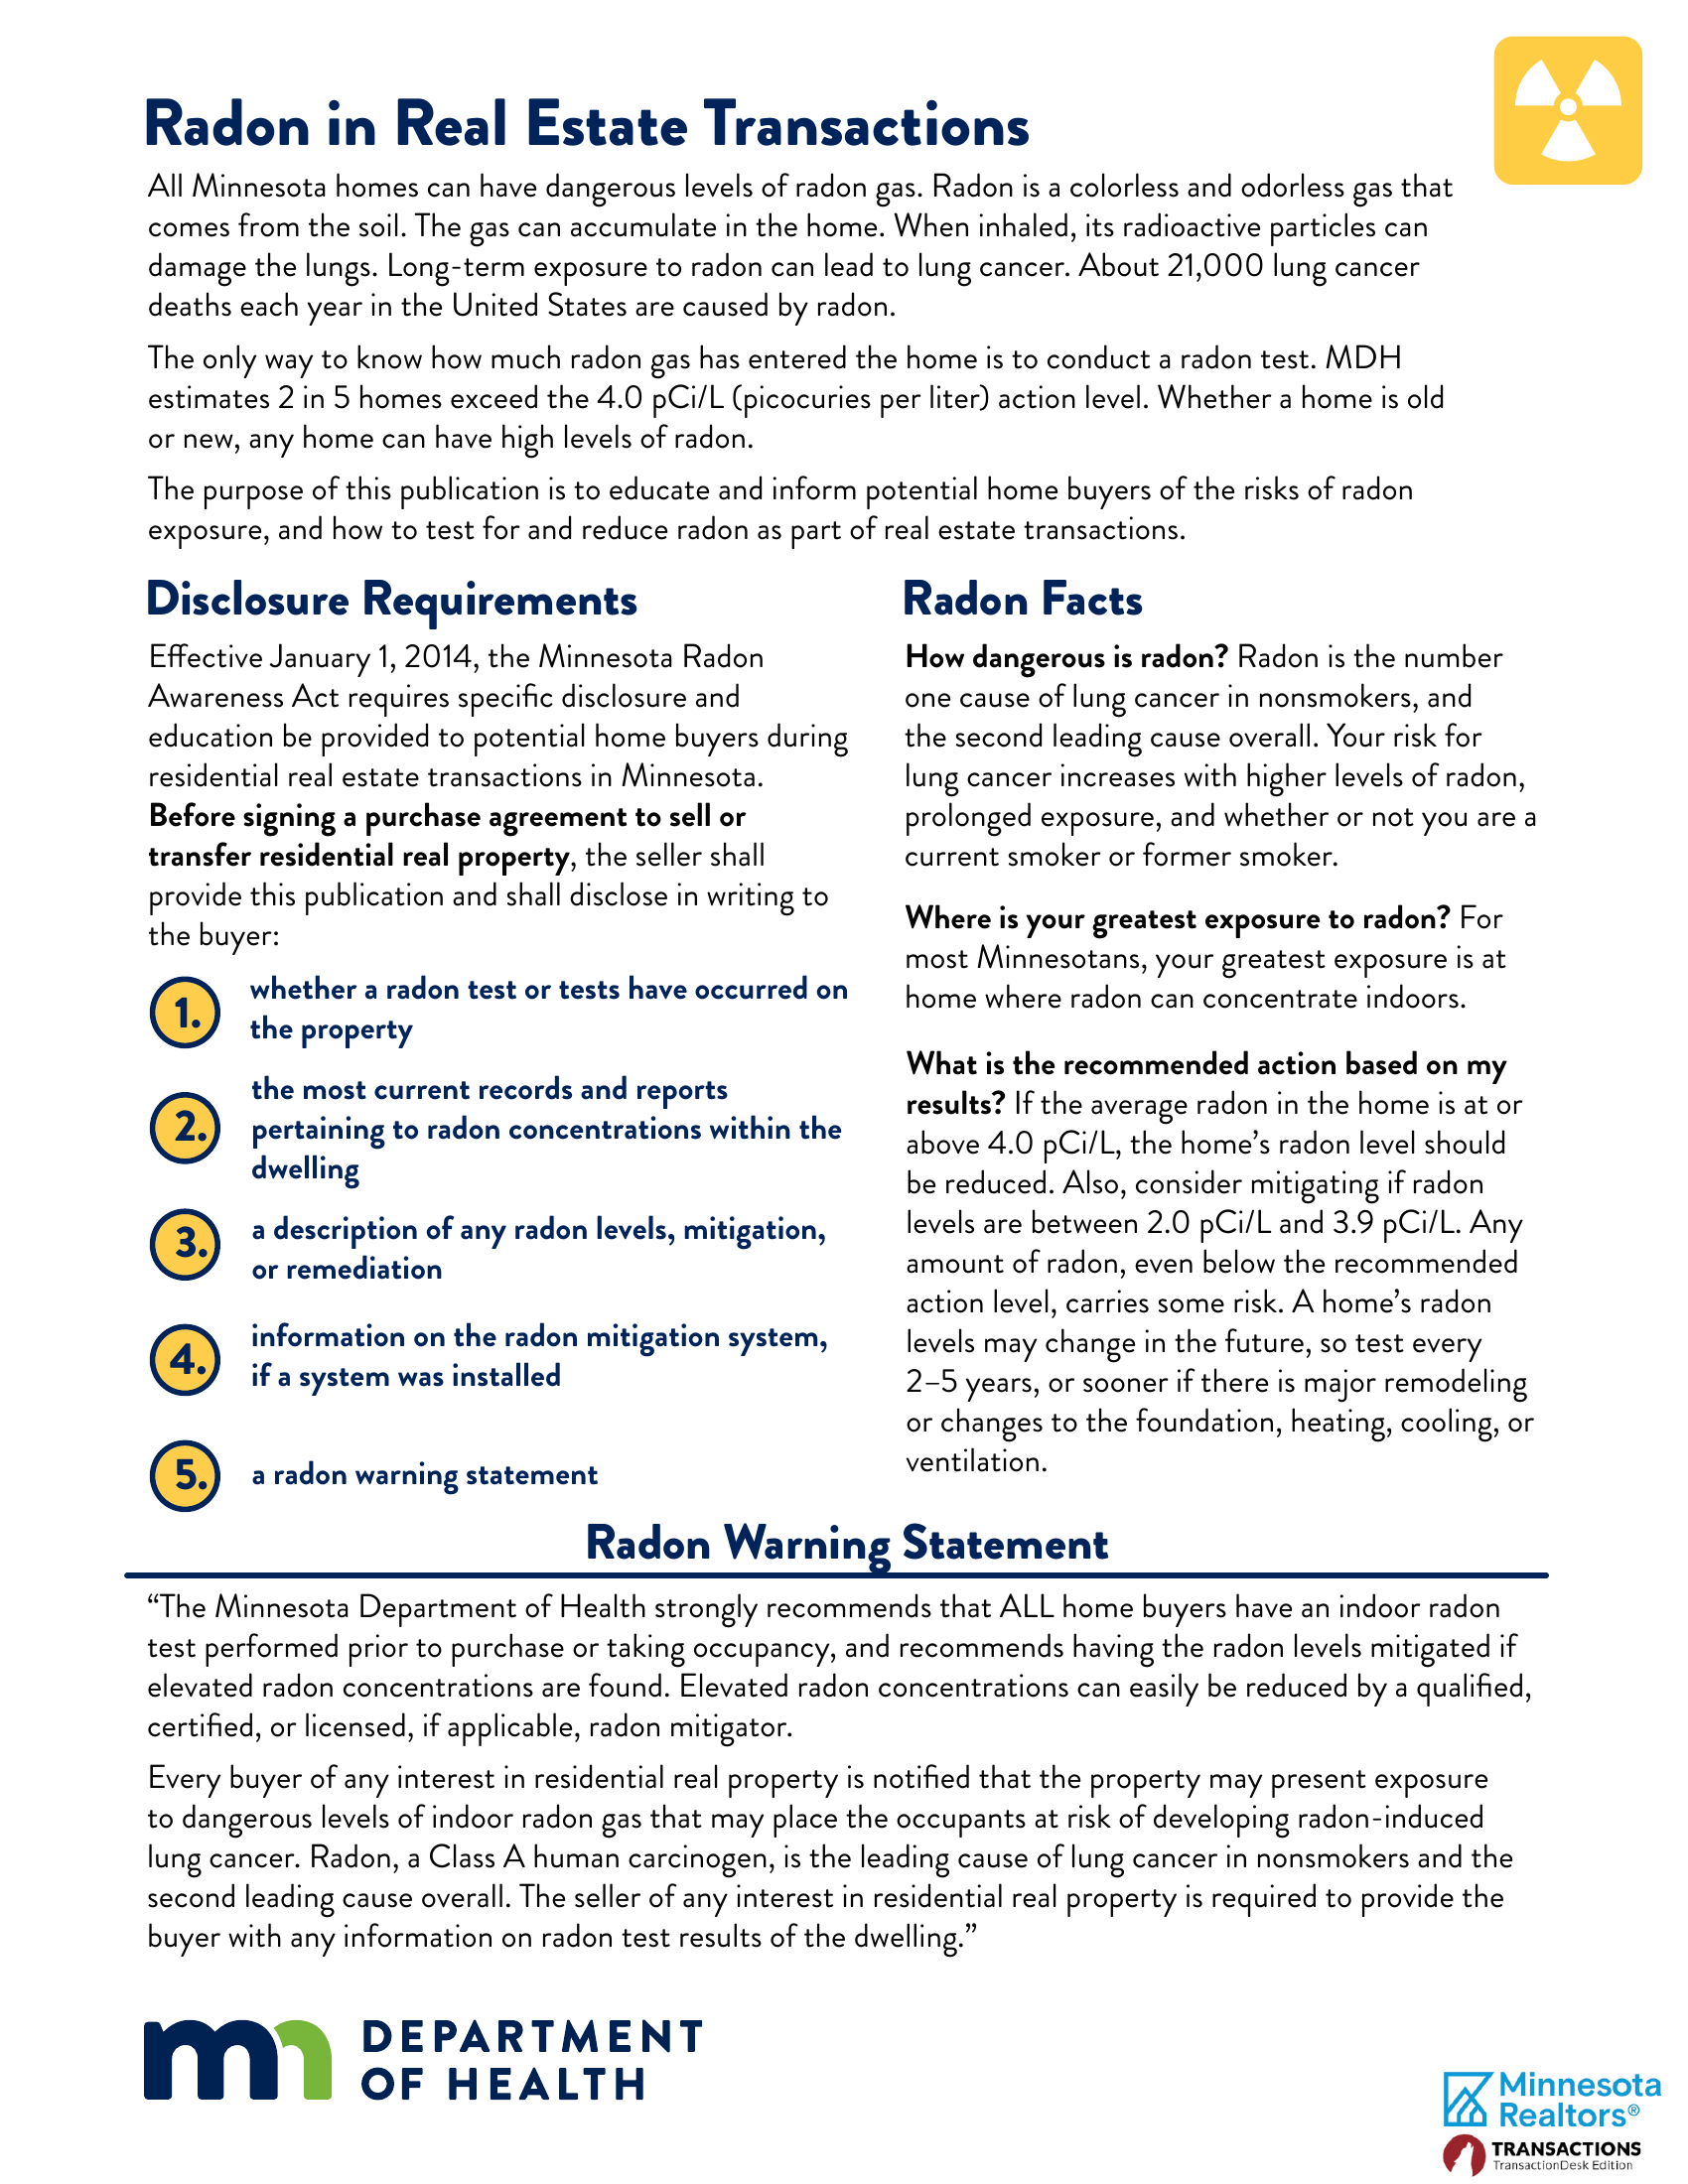 Radon in Real Estate Transactions
All Minnesota homes can have dangerous levels of radon gas. Radon is a colorless and odorless gas that
comes from the soil. The gas can accumulate in the home. When inhaled, its radioactive particles can
damage the lungs. Long-term exposure to radon can lead to lung cancer. About 21,000 lung cancer
deaths each year in the United States are caused by radon.
The only way to know how much radon gas has entered the home is to conduct a radon test. MDH
estimates 2 in 5 homes exceed the 4.0 pCi/L (picocuries per liter) action level. Whether a home is old
or new, any home can have high levels of radon.
The purpose of this publication is to educate and inform potential home buyers of the risks of radon
exposure, and how to test for and reduce radon as part of real estate transactions.
Disclosure Requirements
Effective January 1, 2014, the Minnesota Radon
Awareness Act requires specific disclosure and
education be provided to potential home buyers during
residential real estate transactions in Minnesota.
Before signing a purchase agreement to sell or
transfer residential real property, the seller shall
provide this publication and shall disclose in writing to
the buyer:
1. whether a radon test or tests have occurred on
the property
2. the most current records and reports
pertaining to radon concentrations within the
dwelling
3. a description of any radon levels, mitigation,
or remediation
4. information on the radon mitigation system,
if a system was installed
5. a radon warning statement
Radon Facts
How dangerous is radon? Radon is the number
one cause of lung cancer in nonsmokers, and
the second leading cause overall. Your risk for
lung cancer increases with higher levels of radon,
prolonged exposure, and whether or not you are a
current smoker or former smoker.
Where is your greatest exposure to radon? For
most Minnesotans, your greatest exposure is at
home where radon can concentrate indoors.
What is the recommended action based on my
results? If the average radon in the home is at or
above 4.0 pCi/L, the home’s radon level should
be reduced. Also, consider mitigating if radon
levels are between 2.0 pCi/L and 3.9 pCi/L. Any
amount of radon, even below the recommended
action level, carries some risk. A home’s radon
levels may change in the future, so test every
2–5 years, or sooner if there is major remodeling
or changes to the foundation, heating, cooling, or
ventilation.
Radon Warning Statement
“The Minnesota Department of Health strongly recommends that ALL home buyers have an indoor radon
test performed prior to purchase or taking occupancy, and recommends having the radon levels mitigated if
elevated radon concentrations are found. Elevated radon concentrations can easily be reduced by a qualified,
certified, or licensed, if applicable, radon mitigator.
Every buyer of any interest in residential real property is notified that the property may present exposure
to dangerous levels of indoor radon gas that may place the occupants at risk of developing radon-induced
lung cancer. Radon, a Class A human carcinogen, is the leading cause of lung cancer in nonsmokers and the
second leading cause overall. The seller of any interest in residential real property is required to provide the
buyer with any information on radon test results of the dwelling.”
mn DEPARTMENT
OF HEALTH
Minnesota
Realtors®
TRANSACTIONS
TransactionDesk Edition